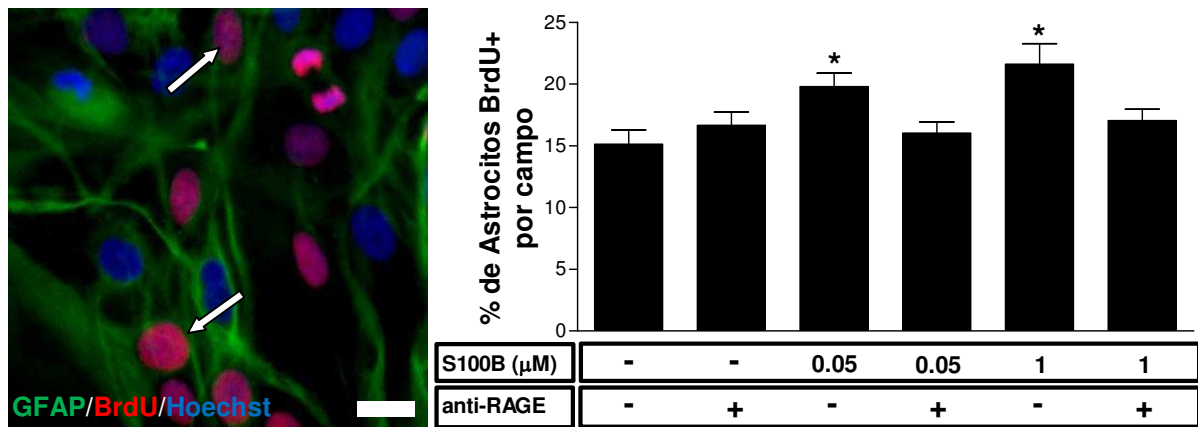 GFAP/BrdU/Hoechst
% de Astrocitos BrdU+
por campo
25
20
15
10
5
0
*
*
S100B (µM) - - 0.05 0.05 1 1
anti-RAGE - + - + - +